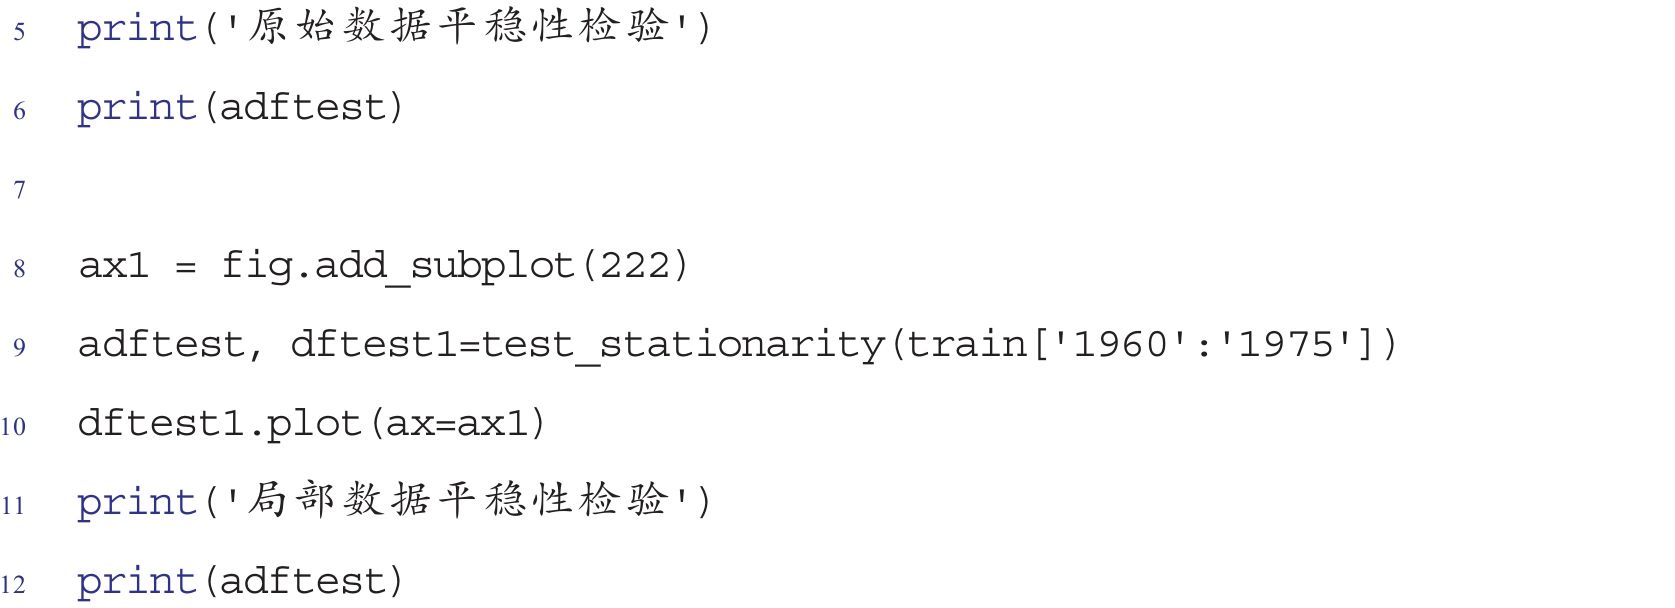 5 print('原始数据平稳性检验')
6 print(adftest)
7
8 ax1 = fig.add_subplot(222)
9 adftest, dftest1=test_stationarity(train['1960':'1975'])
10 dftest1.plot(ax=ax1)
11 print('局部数据平稳性检验')
12 print(adftest)